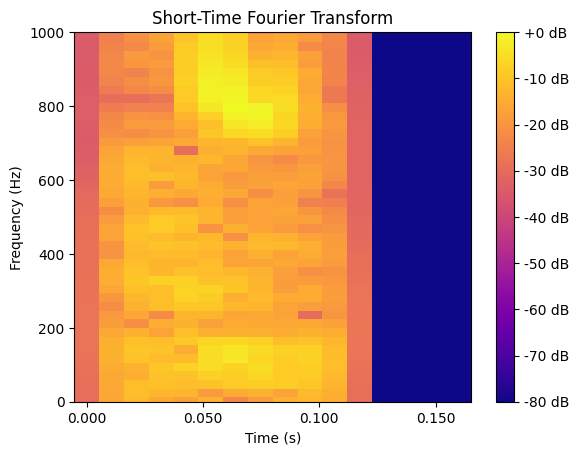 Short-Time Fourier Transform
1000
800
600
400
200
0
Frequency (Hz)
0.000
0.050
0.100
0.150
Time (s)
+0 dB
-10 dB
-20 dB
-30 dB
-40 dB
-50 dB
-60 dB
-70 dB
-80 dB